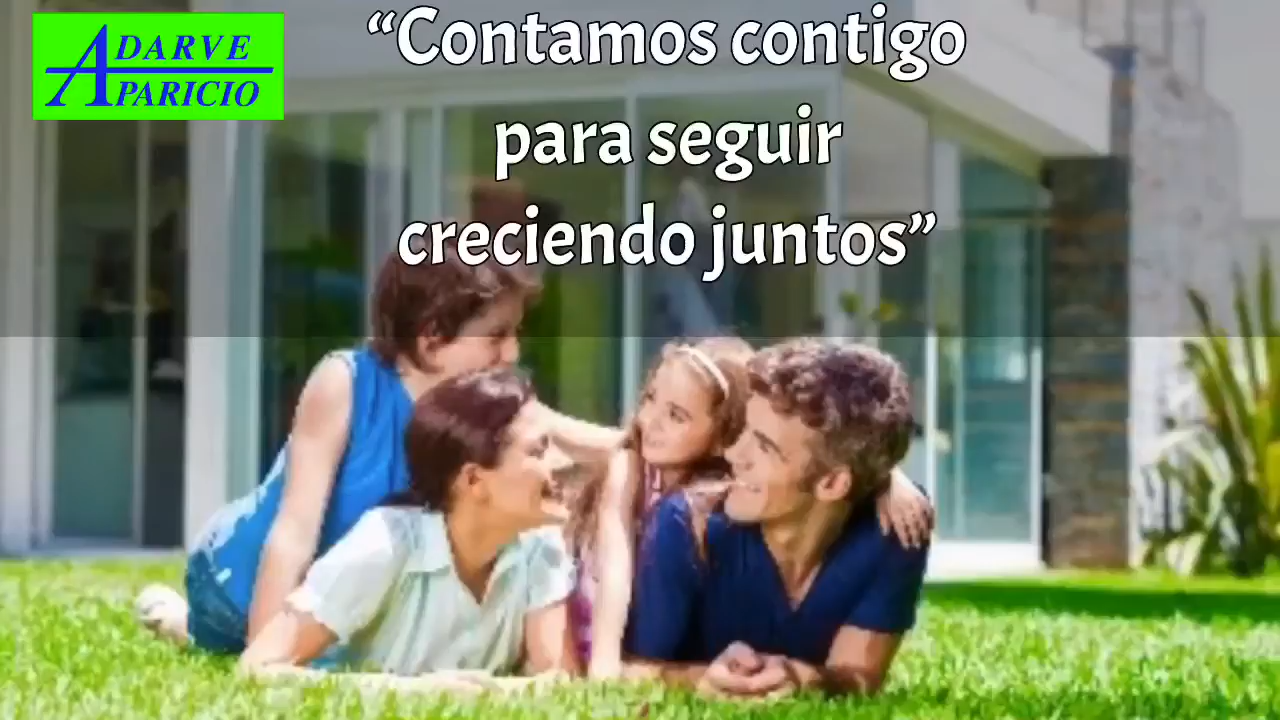 ADARVE
APARICIO
“Contamos contigo
para seguir
creciendo juntos”